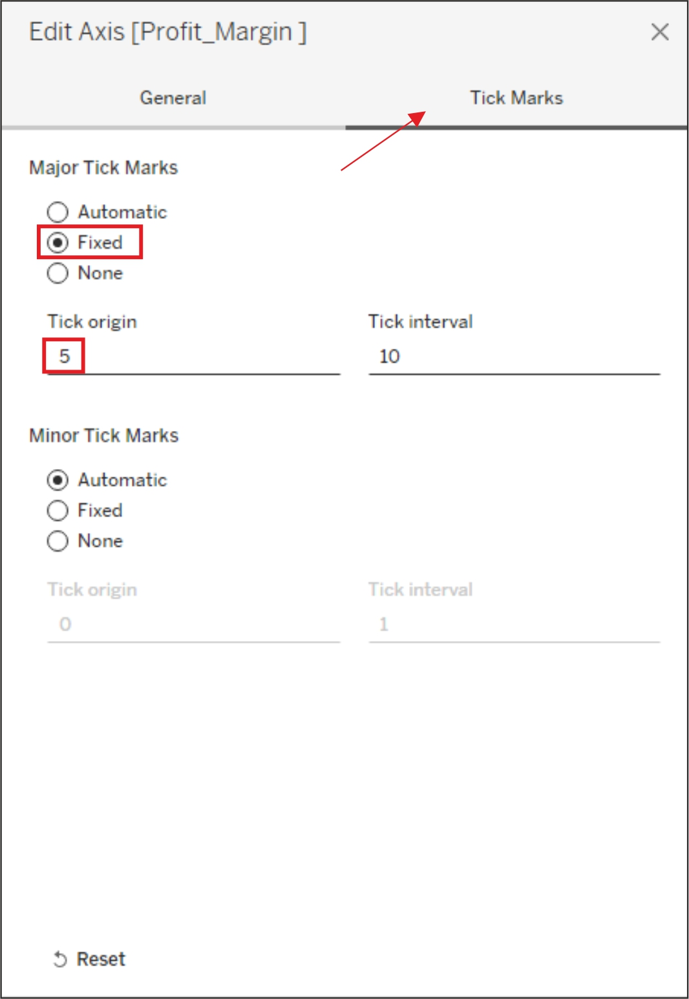 Edit Axis [Profit_Margin ]
General Tick Marks
Major Tick Marks
Automatic
Fixed
None
Tick origin Tick interval
5 10
Minor Tick Marks
Automatic
Fixed
None
Tick origin Tick interval
0 1
Reset